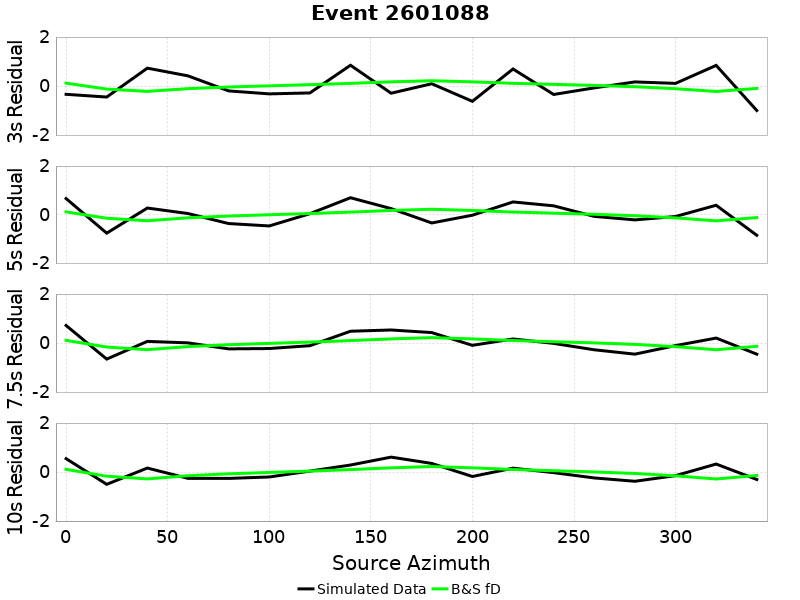 Event 2601088
3s Residual
2
0
-2
5s Residual
2
0
-2
7.5s Residual
2
0
-2
10s Residual
2
0
-2
0 50 100 150 200 250 300
Source Azimuth
Simulated Data B&S fD